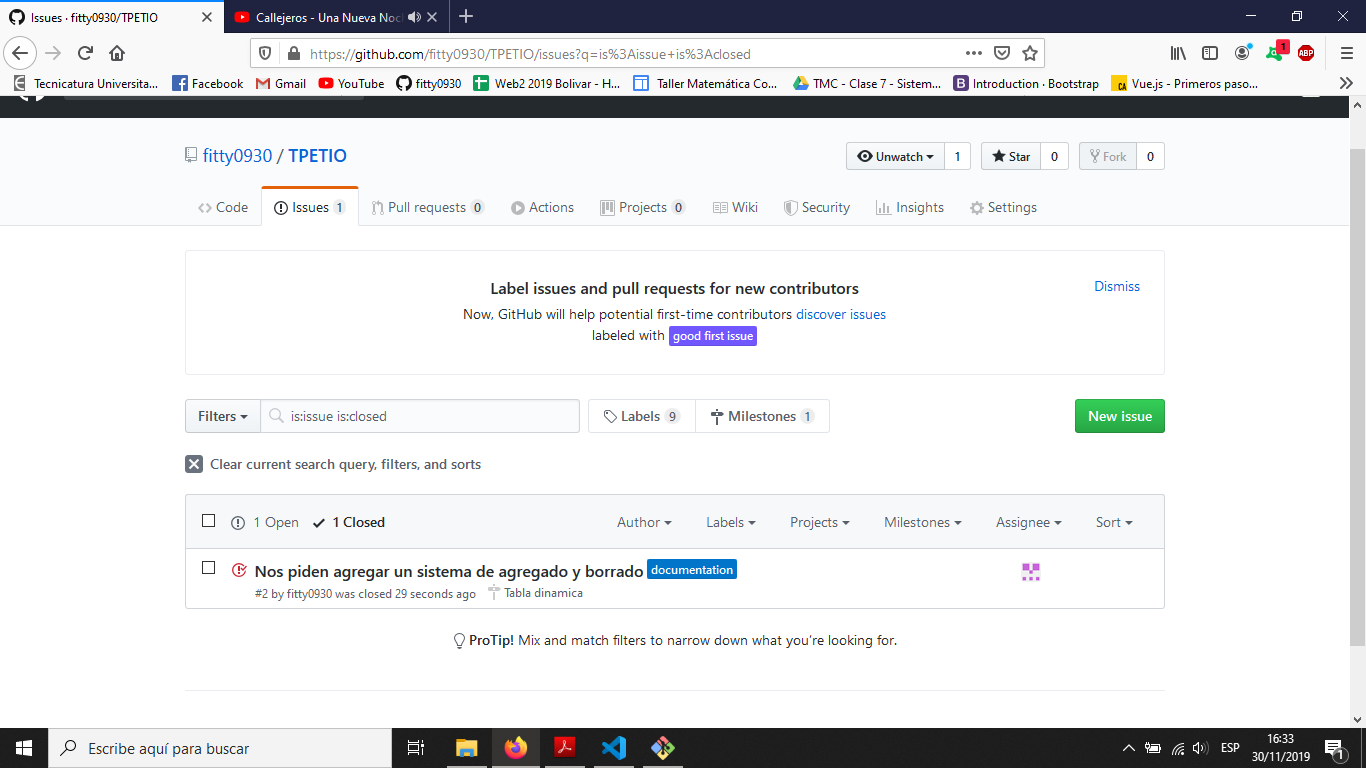 Issues · fitty0930/TPETIO
Callejeros - Una Nueva Noc
https://github.com/fitty0930/TPETIO/issues?q=is%3Aissue+is%3Aclosed
1
ABP
Tecnicatura Universita...
Facebook
Gmail
YouTube
fitty0930
Web2 2019 Bolivar - H...
Taller Matemática Co...
TMC - Clase 7 - Sistem...
B
Introduction · Bootstrap
CA
Vue.js - Primeros paso...
fitty0930 / TPETIO
Unwatch 1
Star 0
Fork 0
Code
Issues 1
Pull requests 0
Actions
Projects 0
Wiki
Security
Insights
Settings
Label issues and pull requests for new contributors
Dismiss
Now, GitHub will help potential first-time contributors discover issues
labeled with good first issue
Filters
is:issue is:closed
Labels 9
Milestones 1
New issue
Clear current search query, filters, and sorts
1 Open
1 Closed
Author
Labels
Projects
Milestones
Assignee
Sort
Nos piden agregar un sistema de agregado y borrado documentation
#2 by fitty0930 was closed 29 seconds ago Tabla dinamica
ProTip! Mix and match filters to narrow down what you’re looking for.
Escribe aquí para buscar
ESP
16:33
30/11/2019
1